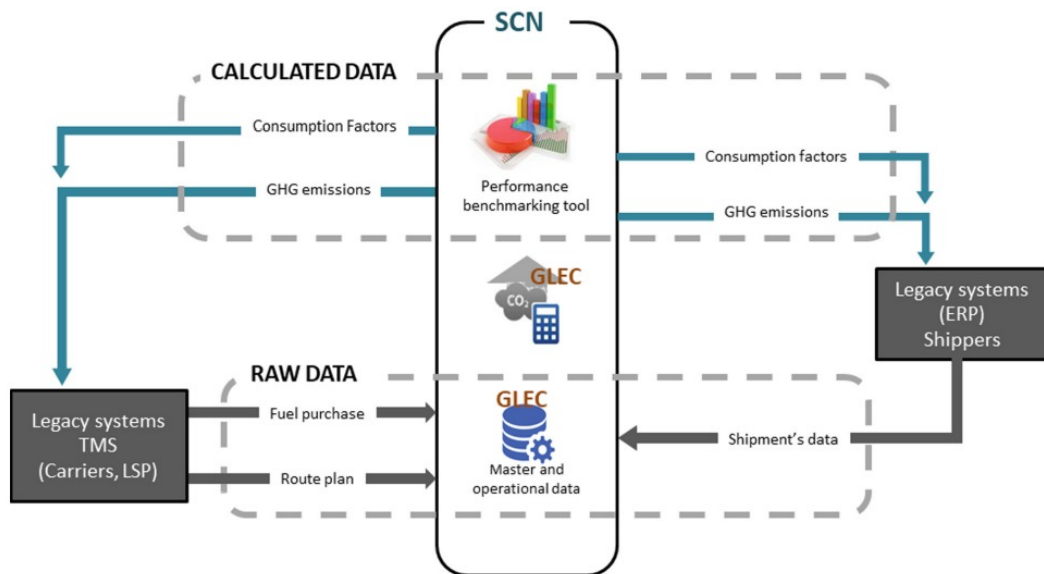 SCN
CALCULATED DATA
Consumption Factors
GHG emissions
Performance
benchmarking tool
Consumption factors
GHG emissions
GLEC
CO₂
Legacy systems
(ERP)
Shippers
RAW DATA
Legacy systems
TMS
(Carriers, LSP)
Fuel purchase
Route plan
GLEC
Master and
operational data
Shipment's data